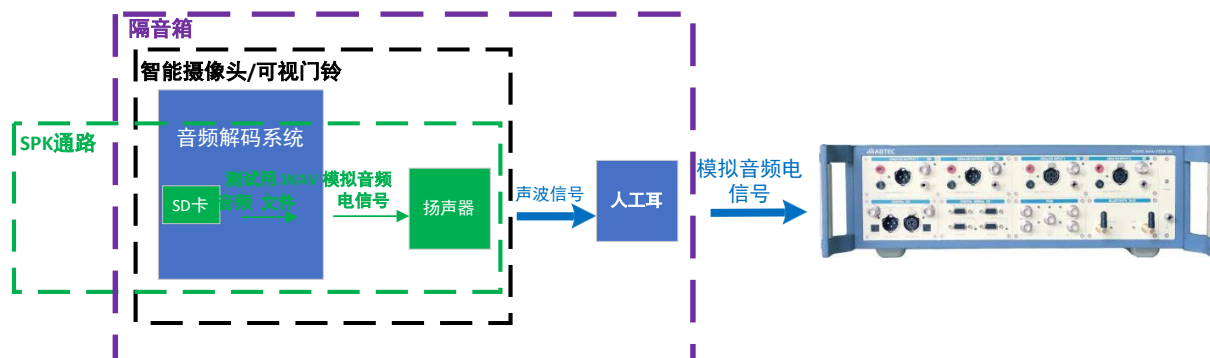 隔音箱
智能摄像头/可视门铃
SPK通路
音频解码系统
SD卡
测试用.WAV
音频 文件
模拟音频
电信号
扬声器
声波信号
人工耳
模拟音频电
信号